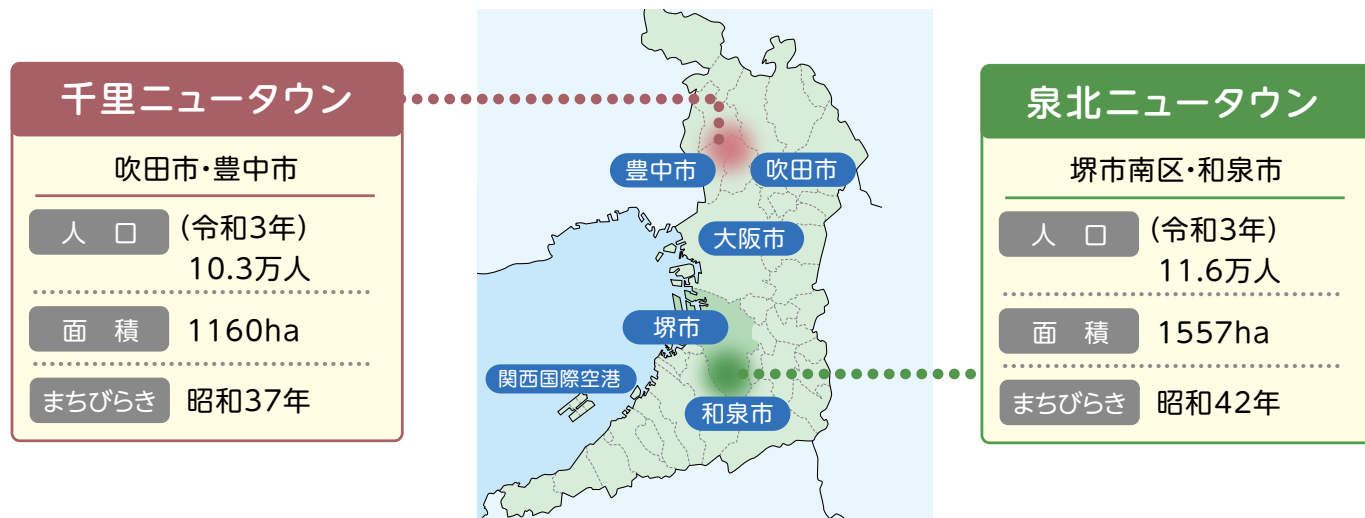 千里ニュータウン
吹田市・豊中市
人 口 (令和3年)
10.3万人
面 積 1160ha
まちびらき 昭和37年
豊中市
吹田市
大阪市
堺市
関西国際空港
和泉市
泉北ニュータウン
堺市南区・和泉市
人 口 (令和3年)
11.6万人
面 積 1557ha
まちびらき 昭和42年